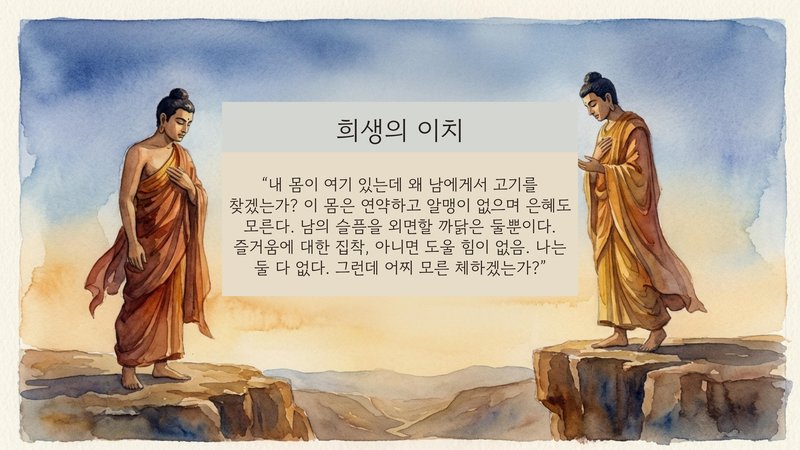 희생의 이치
“내 몸이 여기 있는데 왜 남에게서 고기를
찾겠는가? 이 몸은 연약하고 알맹이 없으며 은혜도
모른다. 남의 슬픔을 외면할 까닭은 둘뿐이다.
즐거움에 대한 집착, 아니면 도울 힘이 없음. 나는
둘 다 없다. 그런데 어찌 모른 체하겠는가?”